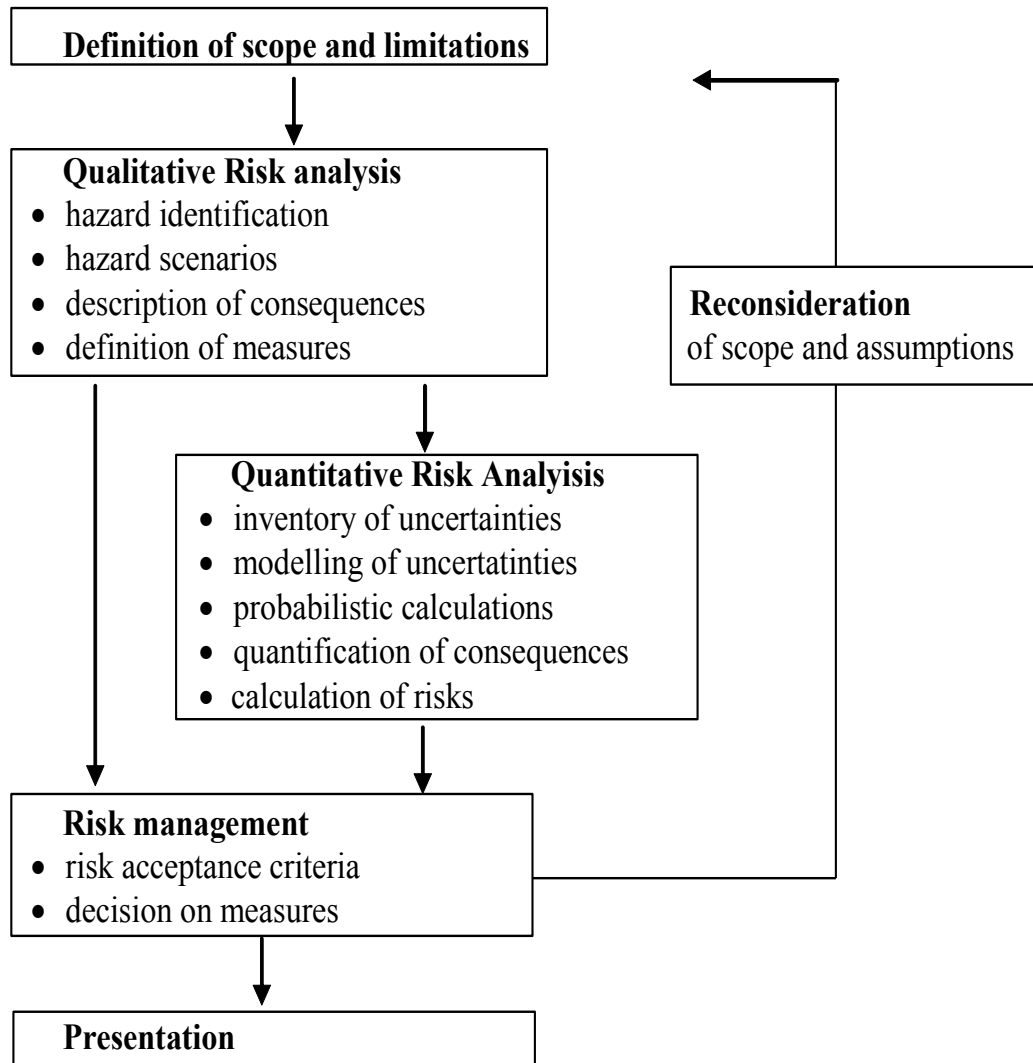 Definition of scope and limitations
Qualitative Risk analysis
• hazard identification
• hazard scenarios
• description of consequences
• definition of measures
Reconsideration
of scope and assumptions
Quantitative Risk Analyisis
• inventory of uncertainties
• modelling of uncertatinties
• probabilistic calculations
• quantification of consequences
• calculation of risks
Risk management
• risk acceptance criteria
• decision on measures
Presentation